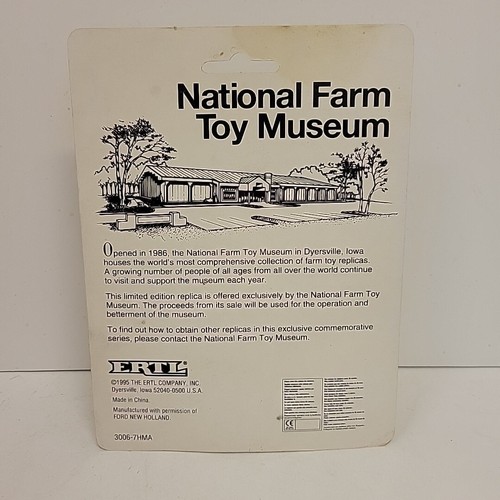 National Farm
Toy Museum
Opened in 1986, the National Farm Toy Museum in Dyersville, Iowa
houses the world's most comprehensive collection of farm toy replicas.
A growing number of people of all ages from all over the world continue
to visit and support the museum each year.
This limited edition replica is offered exclusively by the National Farm Toy
Museum. The proceeds from its sale will be used for the operation and
betterment of the museum.
To find out how to obtain other replicas in this exclusive commemorative
series, please contact the National Farm Toy Museum.
ERTL
©1995 THE ERTL COMPANY, INC.
Dyersville, Iowa 52040-0500 U.S.A.
Made in China.
Manufactured with permission of
FORD NEW HOLLAND.
3006-7HMA
CE